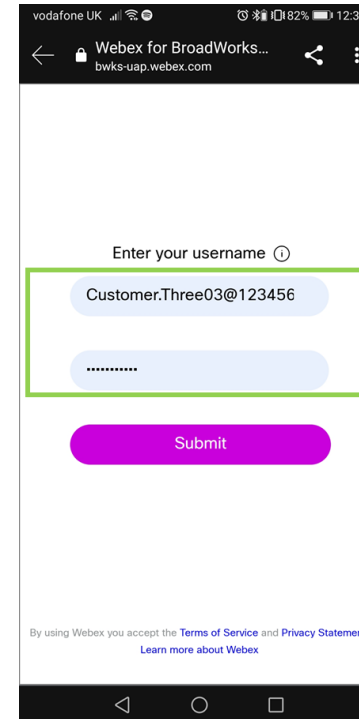 vodafone UK 82% 12:3
Webex for BroadWorks...
bwks-uap.webex.com
Enter your username
Customer.Three03@123456
•••••••••••
Submit
By using Webex you accept the Terms of Service and Privacy Statemen
Learn more about Webex